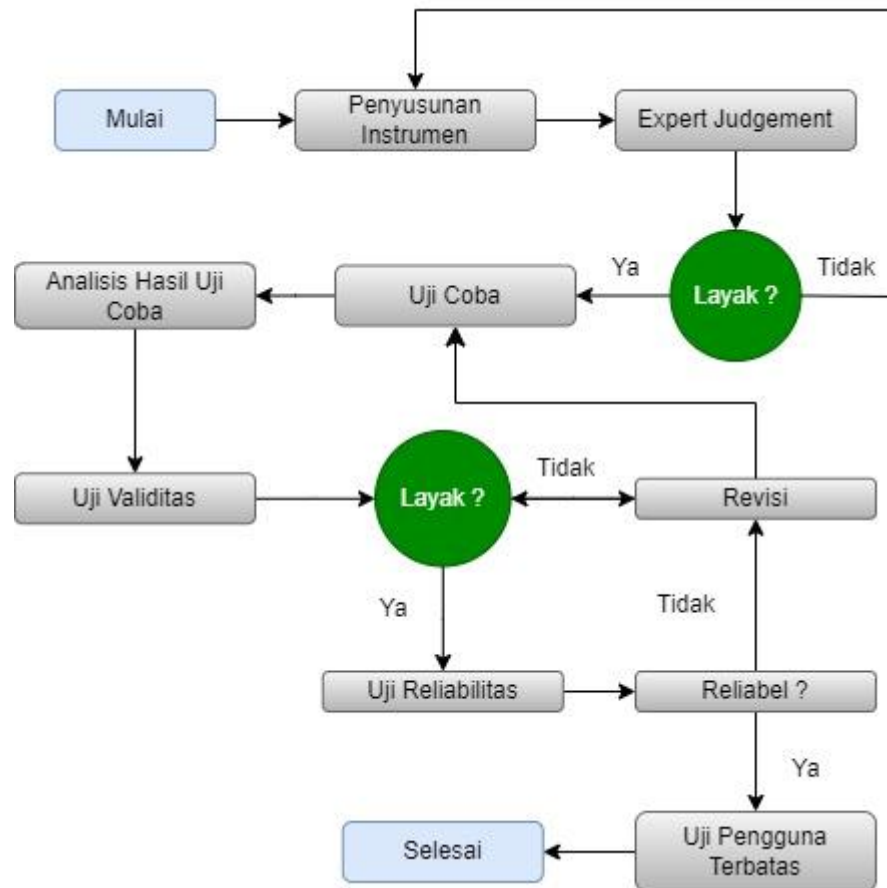 Mulai
Penyusunan
Instrumen
Expert Judgement
Layak ?
Ya
Tidak
Uji Coba
Analisis Hasil Uji
Coba
Uji Validitas
Layak ?
Tidak
Revisi
Ya
Tidak
Uji Reliabilitas
Reliabel ?
Ya
Uji Pengguna
Terbatas
Selesai